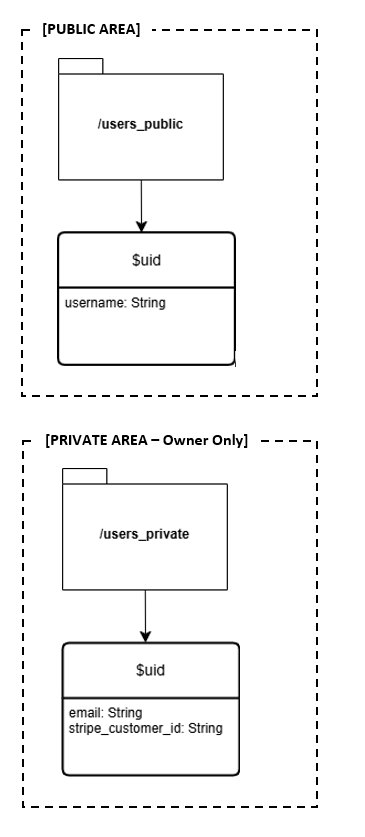 [PUBLIC AREA]
/users_public
$uid
username: String
[PRIVATE AREA – Owner Only]
/users_private
$uid
email: String
stripe_customer_id: String